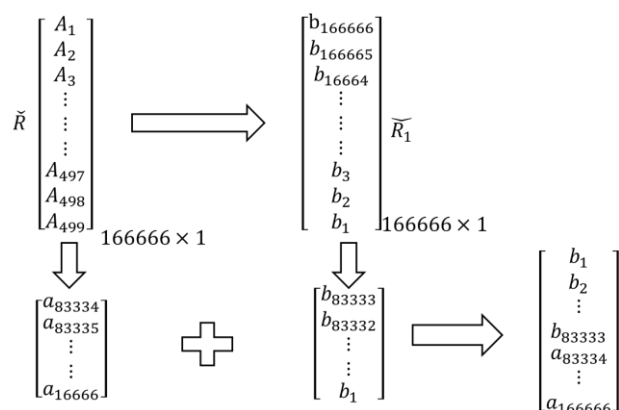 A₁
A₂
A₃
⋮
⋮
⋮
A₄₉₇
A₄₉₈
A₄₉₉
Ř
166666 × 1
b₁₆₆₆₆₆
b₁₆₆₆₆₅
b₁₆₆₆₄
⋮
⋮
⋮
b₃
b₂
b₁
Ř₁
166666 × 1
a₈₃₃₃₄
a₈₃₃₃₅
⋮
⋮
a₁₆₆₆₆
b₈₃₃₃₃
b₈₃₃₃₂
⋮
⋮
b₁
b₁
b₂
⋮
b₈₃₃₃₃
a₈₃₃₃₄
⋮
a₁₆₆₆₆₆